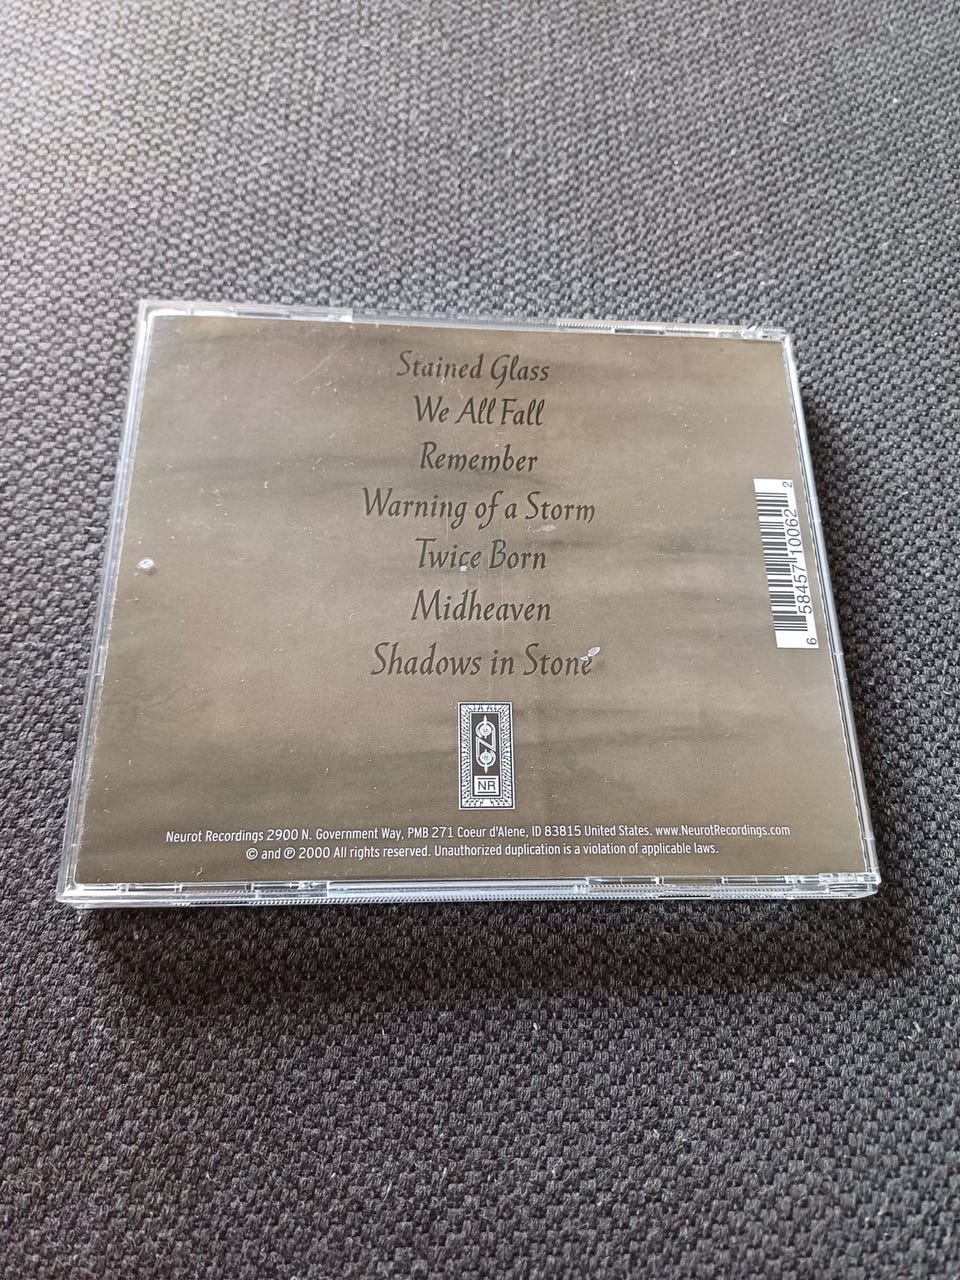 Stained Glass
We All Fall
Remember
Warning of a Storm
Twice Born
Midheaven
Shadows in Stone
NR
Neurot Recordings 2900 N. Government Way, PMB 271 Coeur d'Alene, ID 83815 United States. www.NeurotRecordings.com
© and ℗ 2000 All rights reserved. Unauthorized duplication is a violation of applicable laws.
6 58457 10062 2